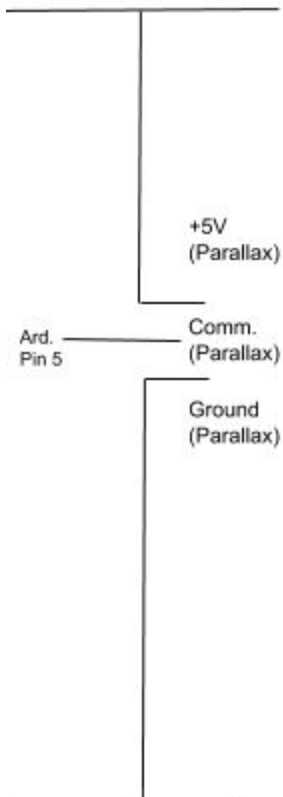 +5V
(Parallax)
Ard.
Pin 5
Comm.
(Parallax)
Ground
(Parallax)